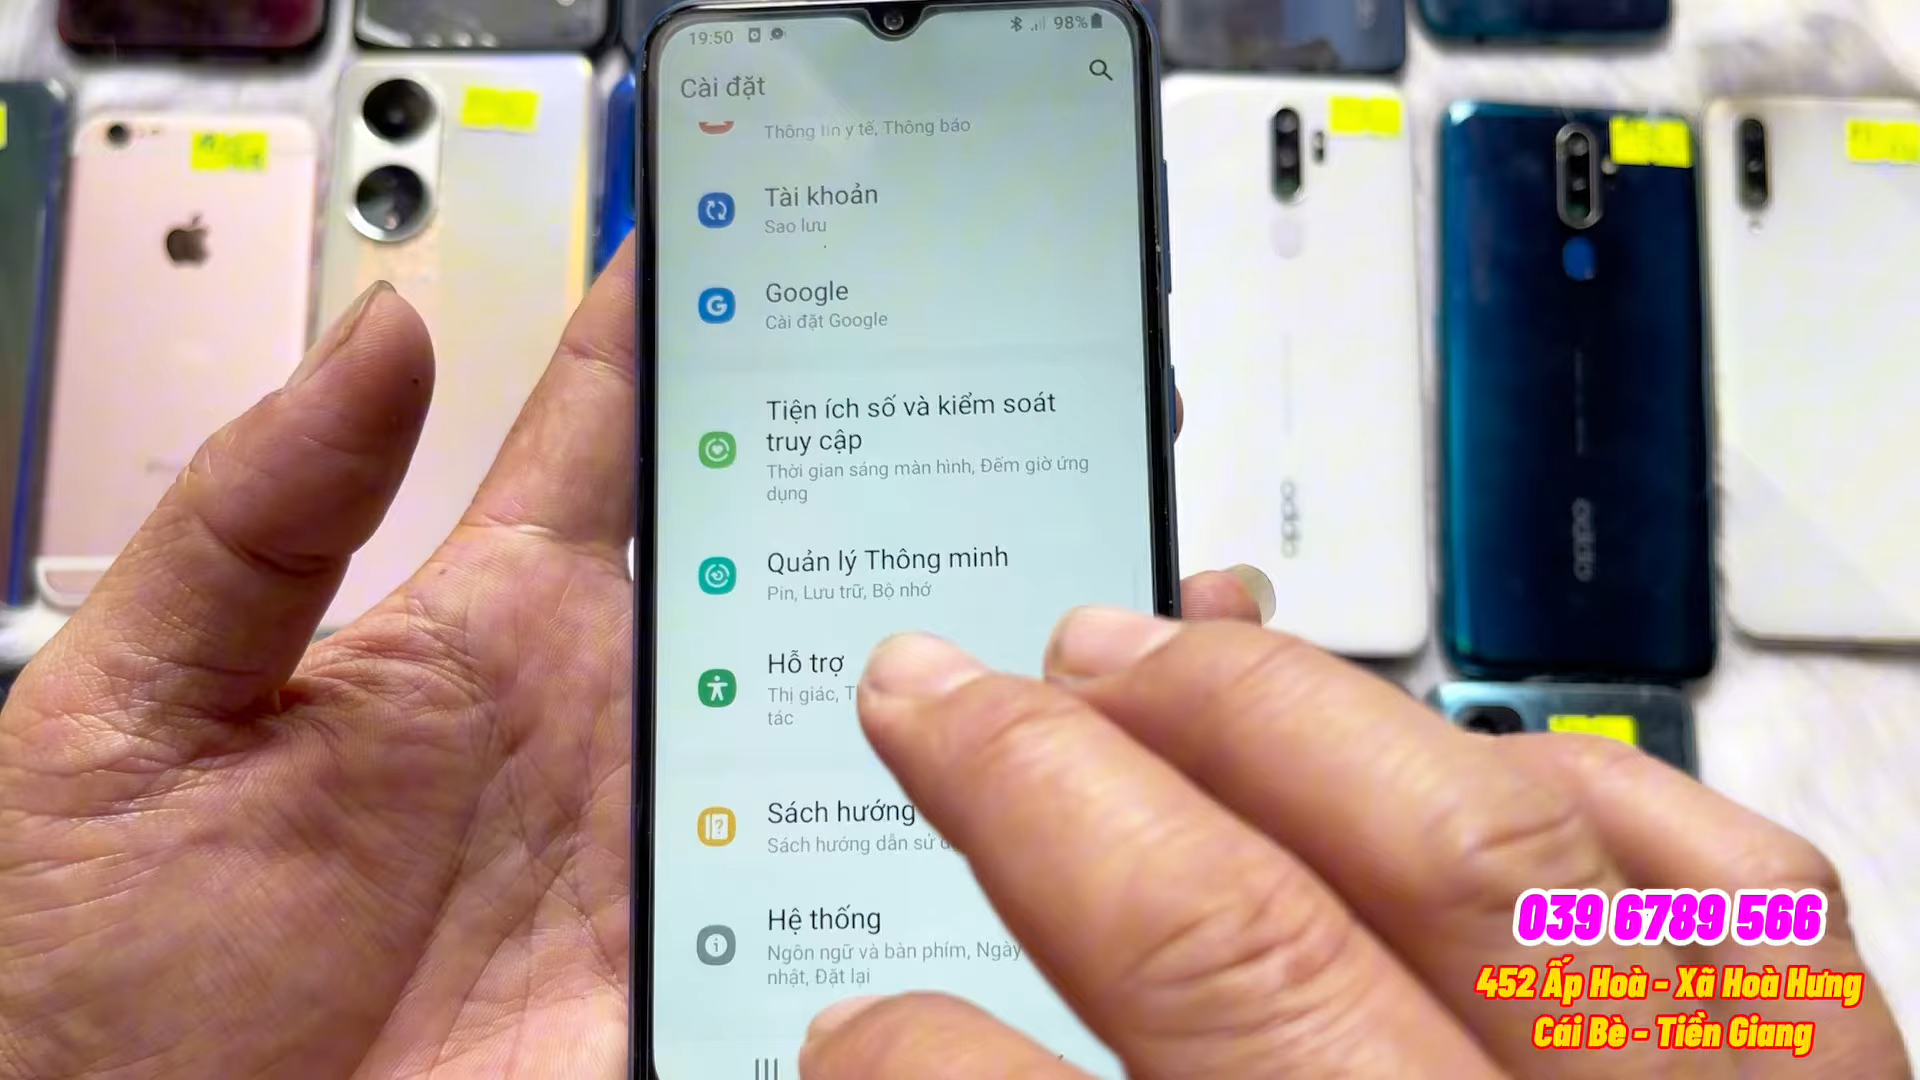 19:50
98%
Cài đặt
Thông tin y tế, Thông báo
Tài khoản
Sao lưu
Google
Cài đặt Google
Tiện ích số và kiểm soát
truy cập
Thời gian sáng màn hình, Đếm giờ ứng
dụng
Quản lý Thông minh
Pin, Lưu trữ, Bộ nhớ
Hỗ trợ
Thị giác,
tác
Sách hướng
Sách hướng dẫn sử
Hệ thống
Ngôn ngữ và bàn phím, Ngày
nhật, Đặt lại
oppo
oppo
039 6789 566
452 Ấp Hoà - Xã Hoà Hưng
Cái Bè - Tiền Giang